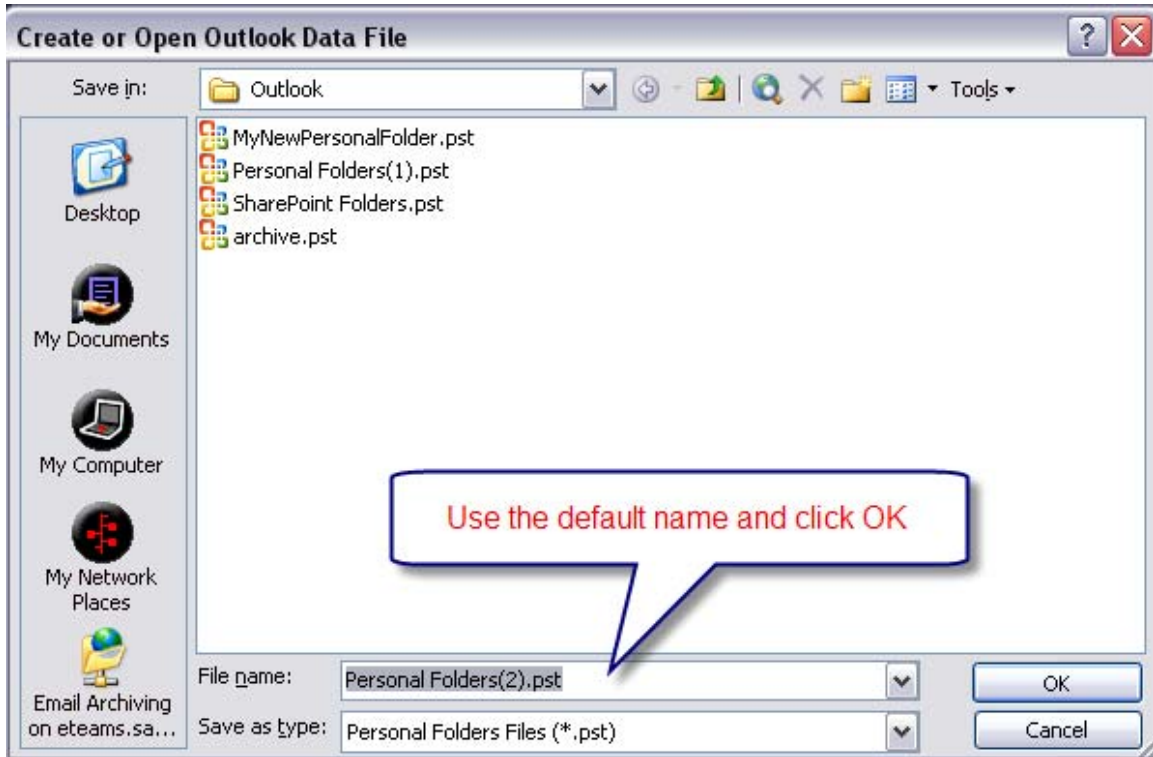 Create or Open Outlook Data File
Save in:
Outlook
Tools
MyNewPersonalFolder.pst
Personal Folders(1).pst
SharePoint Folders.pst
archive.pst
Desktop
My Documents
My Computer
My Network
Places
Email Archiving
on eteams.sa...
Use the default name and click OK
File name:
Personal Folders(2).pst
OK
Save as type:
Personal Folders Files (*.pst)
Cancel